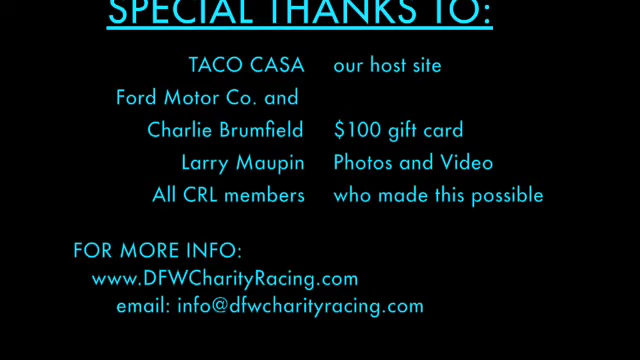 SPECIAL THANKS TO:
TACO CASA our host site
Ford Motor Co. and
Charlie Brumfield $100 gift card
Larry Maupin Photos and Video
All CRL members who made this possible
FOR MORE INFO:
www.DFWCharityRacing.com
email: info@dfwcharityracing.com